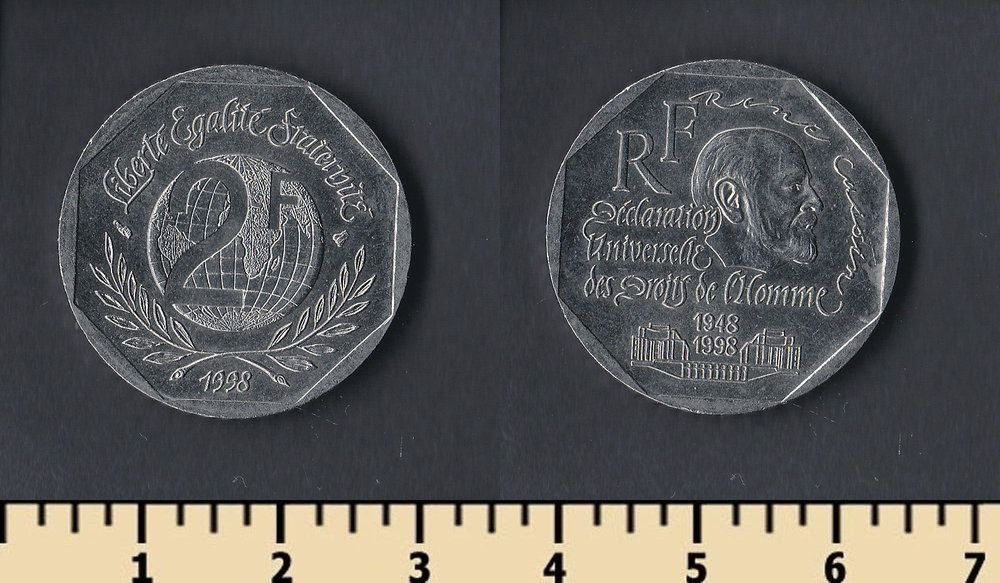 Liberté Egalité Fraternité
2F
1998
RF
René Cassin
Déclaration
Universelle
des Droits de l'Homme
1948
1998
1 2 3 4 5 6 7